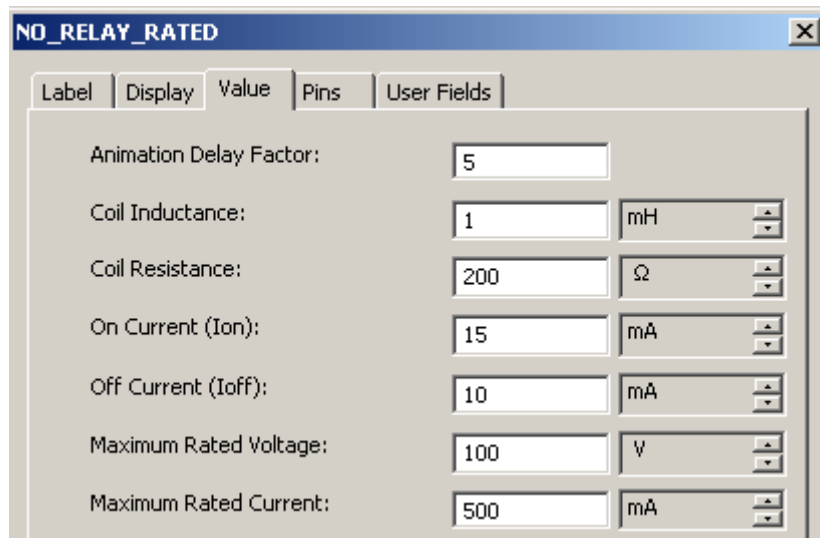 NO_RELAY_RATED
Label Display Value Pins User Fields
Animation Delay Factor: 5
Coil Inductance: 1 mH
Coil Resistance: 200 Ω
On Current (Ion): 15 mA
Off Current (Ioff): 10 mA
Maximum Rated Voltage: 100 V
Maximum Rated Current: 500 mA